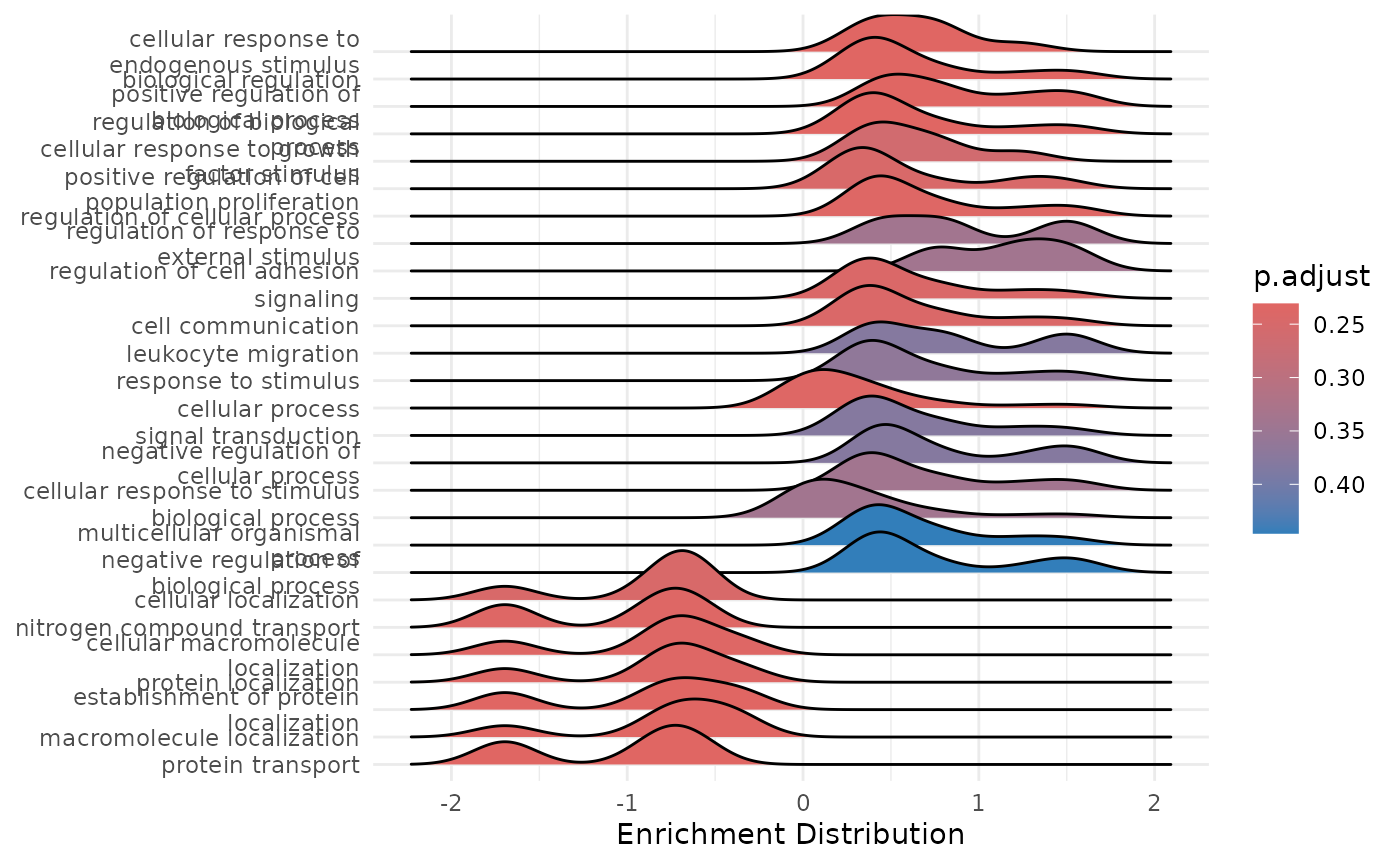 cellular response to
endogenous stimulus
biological regulation
positive regulation of
biological process
regulation of biological
process
cellular response to growth
factor stimulus
positive regulation of cell
population proliferation
regulation of cellular process
regulation of response to
external stimulus
regulation of cell adhesion
signaling
cell communication
leukocyte migration
response to stimulus
cellular process
signal transduction
negative regulation of
cellular process
cellular response to stimulus
biological process
multicellular organismal
process
negative regulation of
biological process
cellular localization
nitrogen compound transport
cellular macromolecule
localization
protein localization
establishment of protein
localization
macromolecule localization
protein transport
-2 -1 0 1 2
Enrichment Distribution
p.adjust
0.25
0.30
0.35
0.40